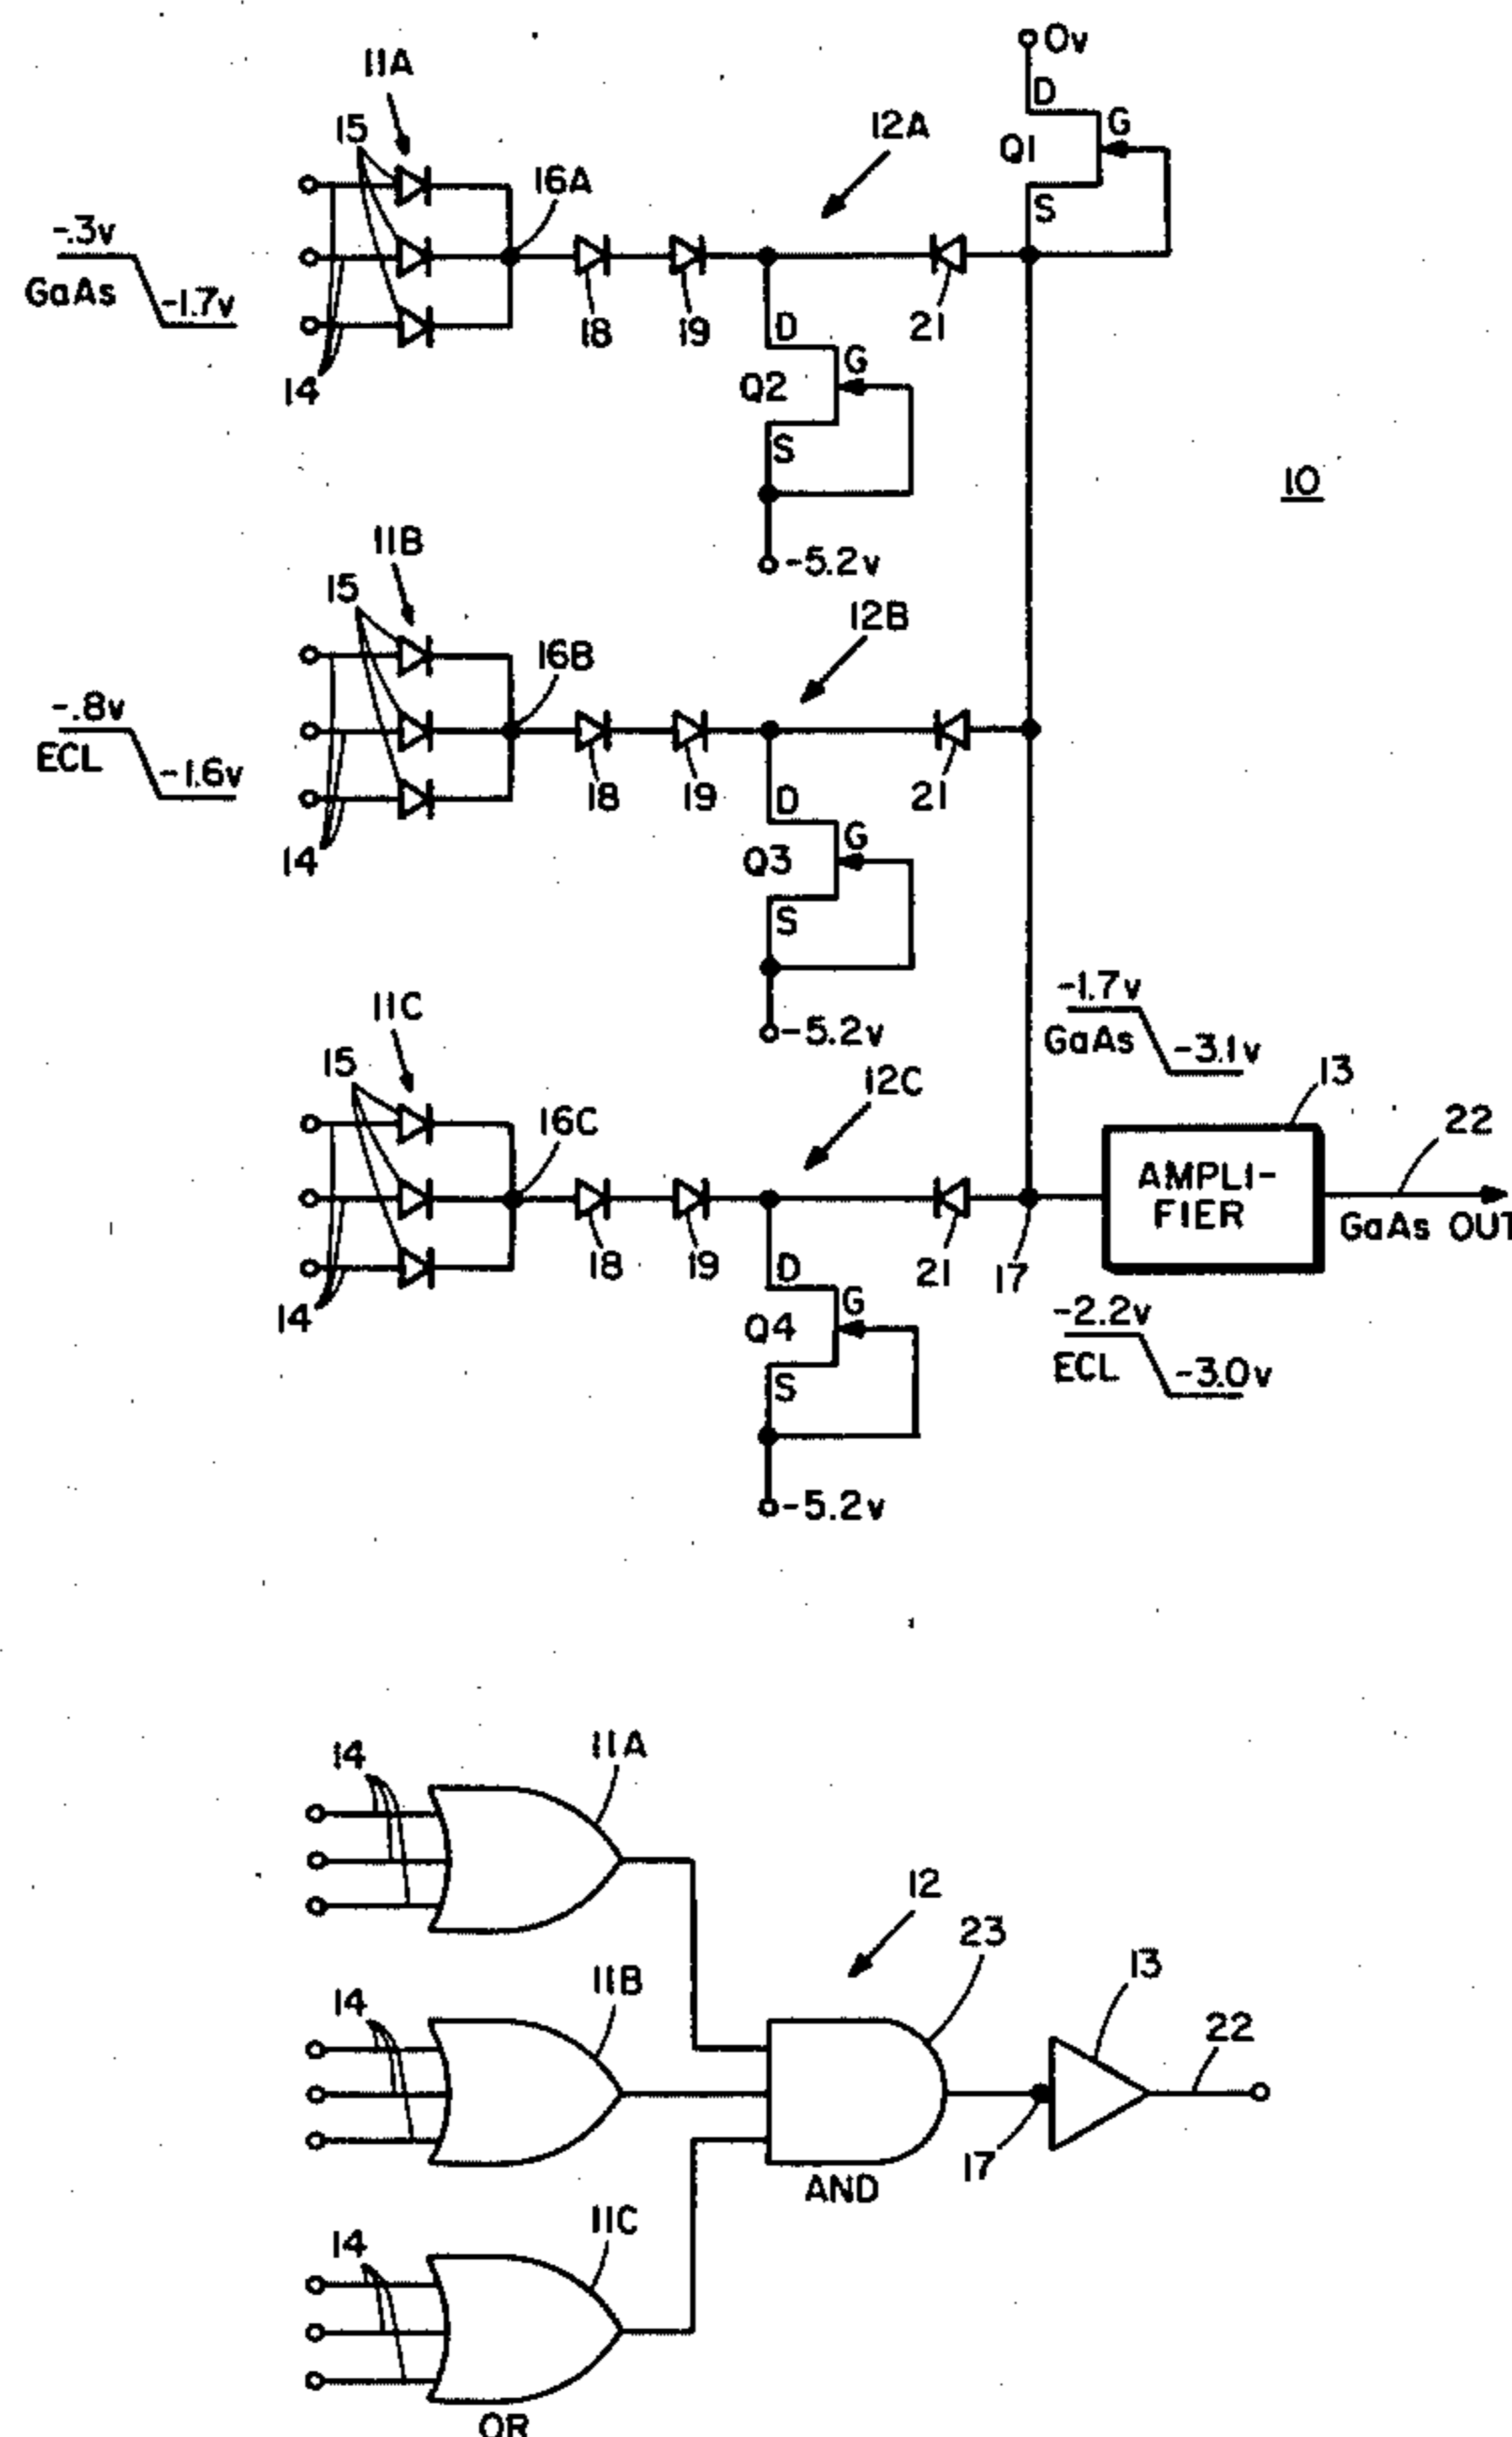 0v
11A
D
15
12A
G
Q1
16A
S
-.3v
GaAs
-1.7v
18
19
21
D
G
14
Q2
S
10
11B
-5.2v
15
12B
16B
-.8v
ECL
-1.6v
18
19
D
21
G
14
Q3
S
11C
-1.7v
GaAs
-3.1v
-5.2v
15
12C
13
16C
22
AMPLI-
FIER
GaAs OUT
18
19
D
21
17
14
G
Q4
-2.2v
ECL
-3.0v
S
-5.2v
14
11A
12
23
13
11B
14
22
17
AND
11C
14
OR